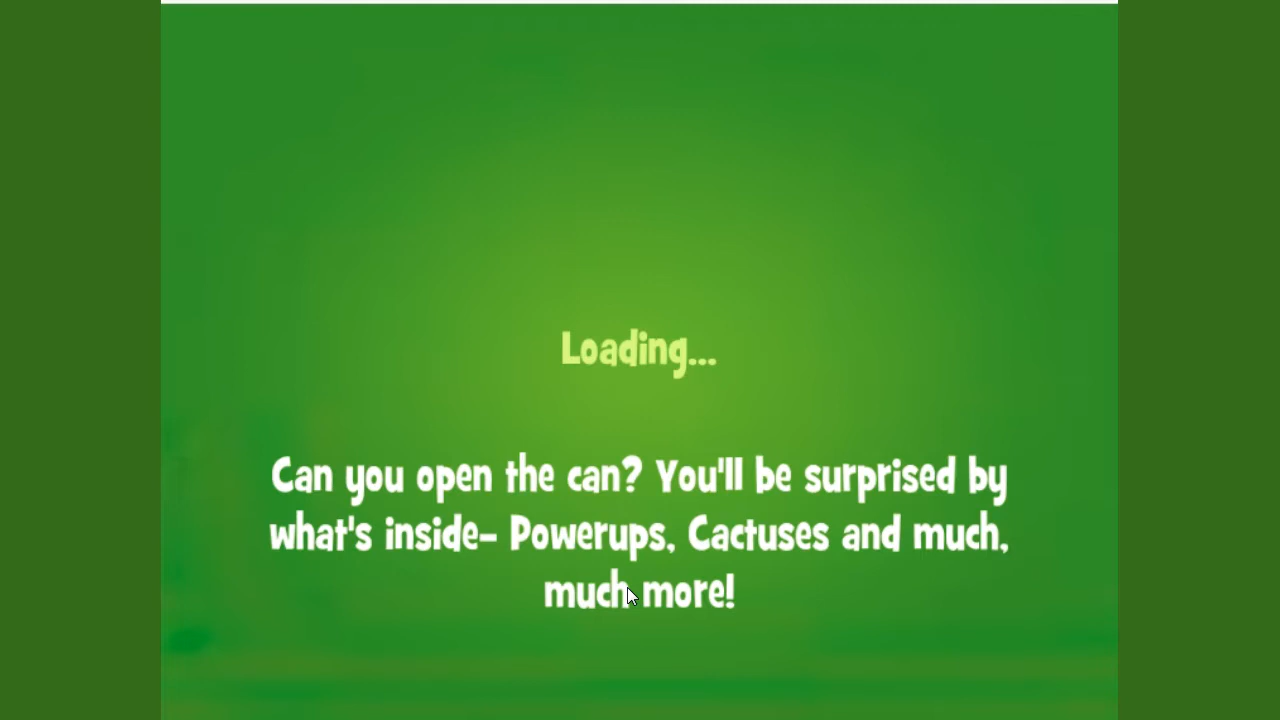 Loading...
Can you open the can? You'll be surprised by
what's inside- Powerups, Cactuses and much,
much more!